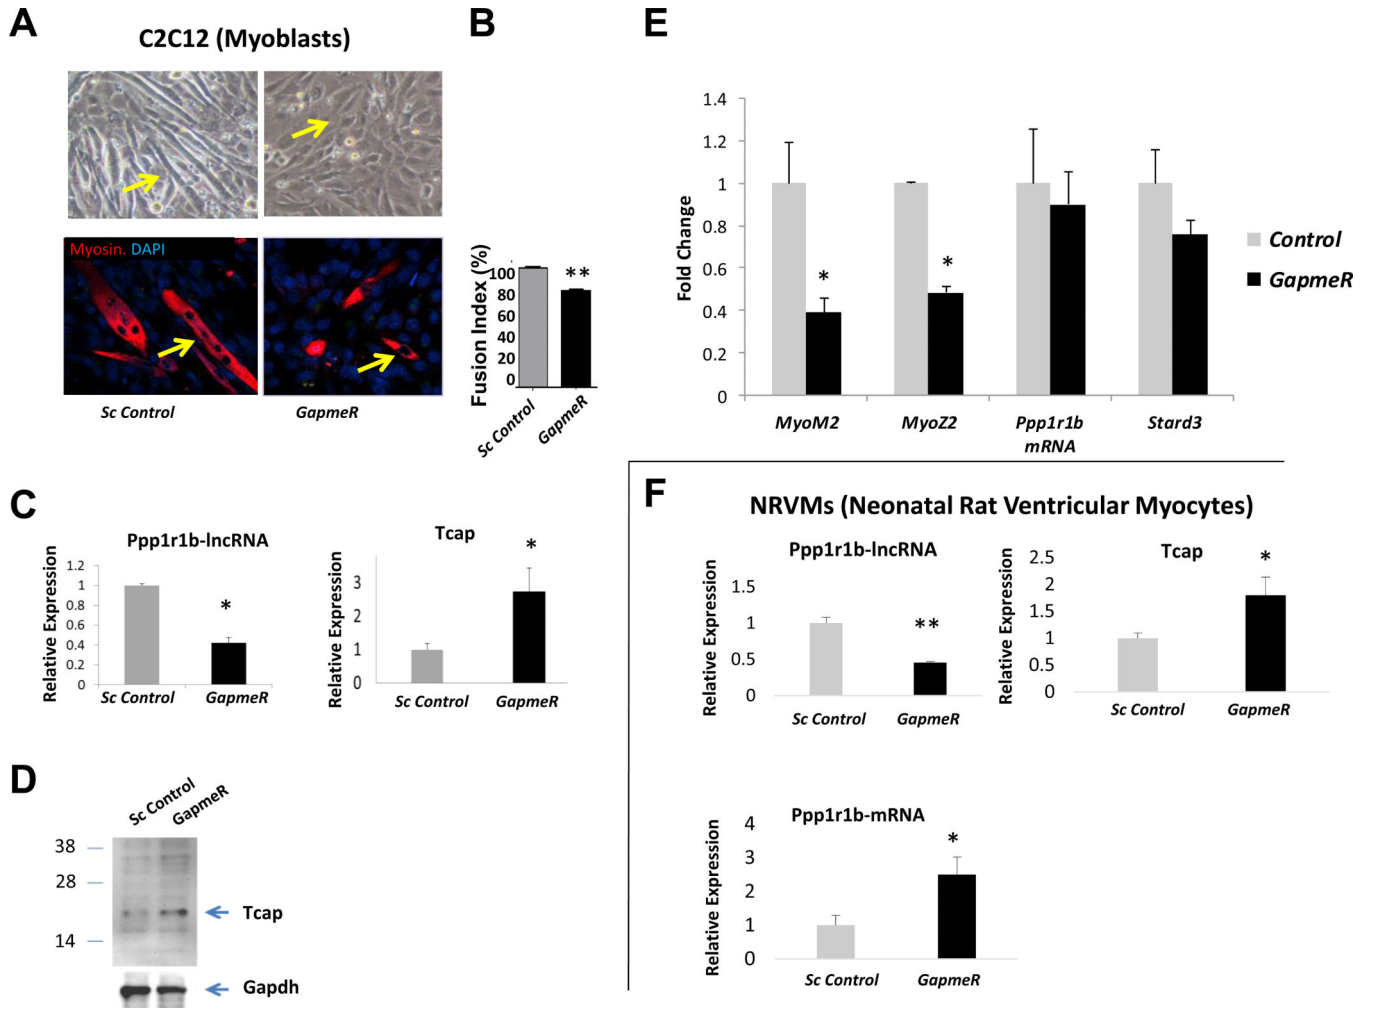 A
C2C12 (Myoblasts)
Myosin. DAPI
Sc Control
GapmeR
B
Fusion Index (%)
100
80
60
40
20
0
**
Sc Control
GapmeR
C
Ppp1r1b-lncRNA
Relative Expression
1.2
1
0.8
0.6
0.4
0.2
0
*
Sc Control
GapmeR
Tcap
Relative Expression
3
2
1
0
*
Sc Control
GapmeR
D
Sc Control
GapmeR
38
28
14
Tcap
Gapdh
E
Fold Change
1.4
1.2
1
0.8
0.6
0.4
0.2
0
*
*
MyoM2
MyoZ2
Ppp1r1b
mRNA
Stard3
Control
GapmeR
F
NRVMs (Neonatal Rat Ventricular Myocytes)
Ppp1r1b-lncRNA
Relative Expression
1.5
1
0.5
0
**
Sc Control
GapmeR
Tcap
Relative Expression
2.5
2
1.5
1
0.5
0
*
Sc Control
GapmeR
Ppp1r1b-mRNA
Relative Expression
4
3
2
1
0
*
Sc Control
GapmeR